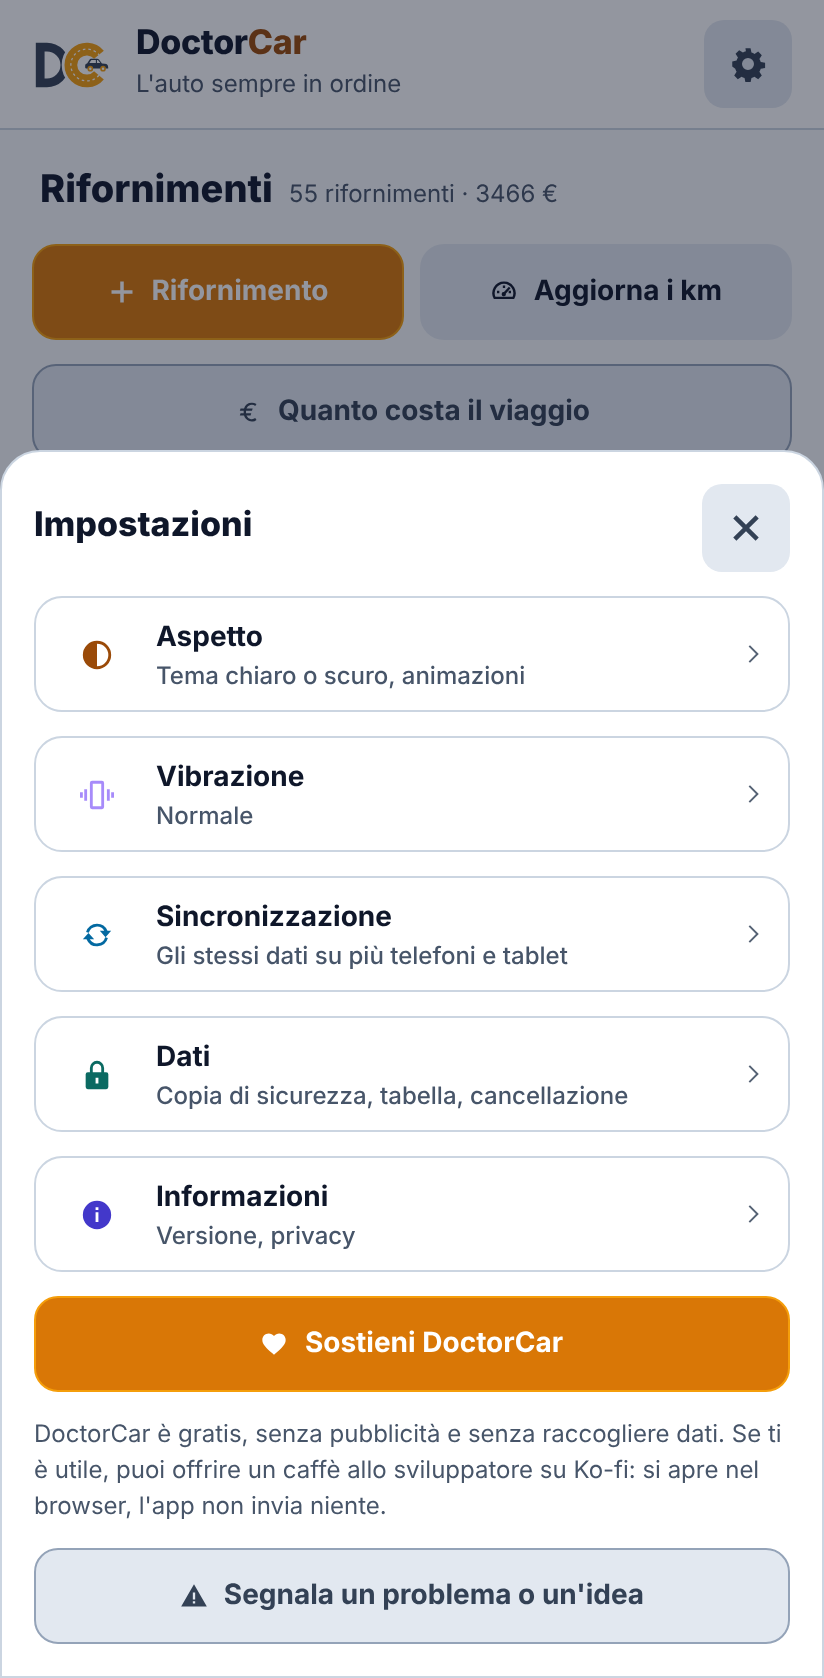 DC
DoctorCar
L'auto sempre in ordine
Rifornimenti 55 rifornimenti · 3466 €
+ Rifornimento
Aggiorna i km
€ Quanto costa il viaggio
Impostazioni
Aspetto
Tema chiaro o scuro, animazioni
Vibrazione
Normale
Sincronizzazione
Gli stessi dati su più telefoni e tablet
Dati
Copia di sicurezza, tabella, cancellazione
Informazioni
Versione, privacy
Sostieni DoctorCar
DoctorCar è gratis, senza pubblicità e senza raccogliere dati. Se ti
è utile, puoi offrire un caffè allo sviluppatore su Ko-fi: si apre nel
browser, l'app non invia niente.
Segnala un problema o un'idea